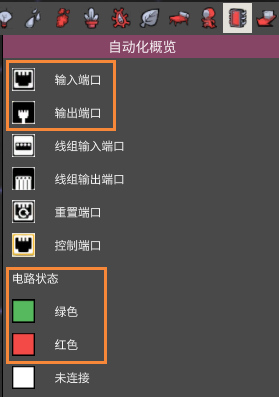 自动化概览
输入端口
输出端口
线组输入端口
线组输出端口
重置端口
控制端口
电路状态
绿色
红色
未连接